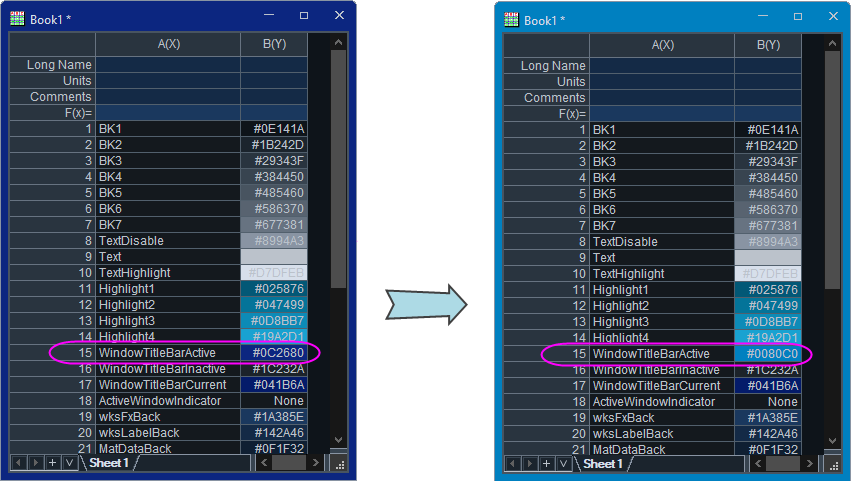 Book1 *
A(X) B(Y)
Long Name
Units
Comments
F(x)=
1 BK1 #0E141A
2 BK2 #1B242D
3 BK3 #29343F
4 BK4 #384450
5 BK5 #485460
6 BK6 #586370
7 BK7 #677381
8 TextDisable #8994A3
9 Text
10 TextHighlight #D7DFEB
11 Highlight1 #025876
12 Highlight2 #047499
13 Highlight3 #0D8BB7
14 Highlight4 #19A2D1
15 WindowTitleBarActive #0C2680
16 WindowTitleBarInactive #1C232A
17 WindowTitleBarCurrent #041B6A
18 ActiveWindowIndicator None
19 wksFxBack #1A385E
20 wksLabelBack #142A46
21 MatDataBack #0F1F32
Sheet1
Book1 *
A(X) B(Y)
Long Name
Units
Comments
F(x)=
1 BK1 #0E141A
2 BK2 #1B242D
3 BK3 #29343F
4 BK4 #384450
5 BK5 #485460
6 BK6 #586370
7 BK7 #677381
8 TextDisable #8994A3
9 Text
10 TextHighlight #D7DFEB
11 Highlight1 #025876
12 Highlight2 #047499
13 Highlight3 #0D8BB7
14 Highlight4 #19A2D1
15 WindowTitleBarActive #0080C0
16 WindowTitleBarInactive #1C232A
17 WindowTitleBarCurrent #041B6A
18 ActiveWindowIndicator None
19 wksFxBack #1A385E
20 wksLabelBack #142A46
21 MatDataBack #0F1F32
Sheet1